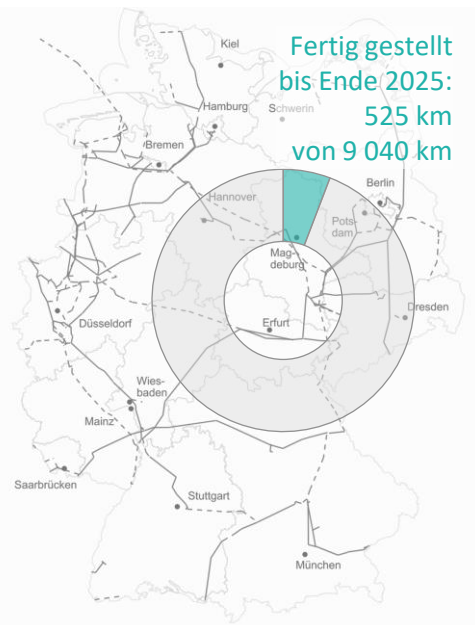 Fertig gestellt
bis Ende 2025:
525 km
von 9 040 km
Kiel
Hamburg
Schwerin
Bremen
Berlin
Hannover
Pots-
dam
Mag-
deburg
Dresden
Erfurt
Düsseldorf
Wies-
baden
Mainz
Saarbrücken
Stuttgart
München